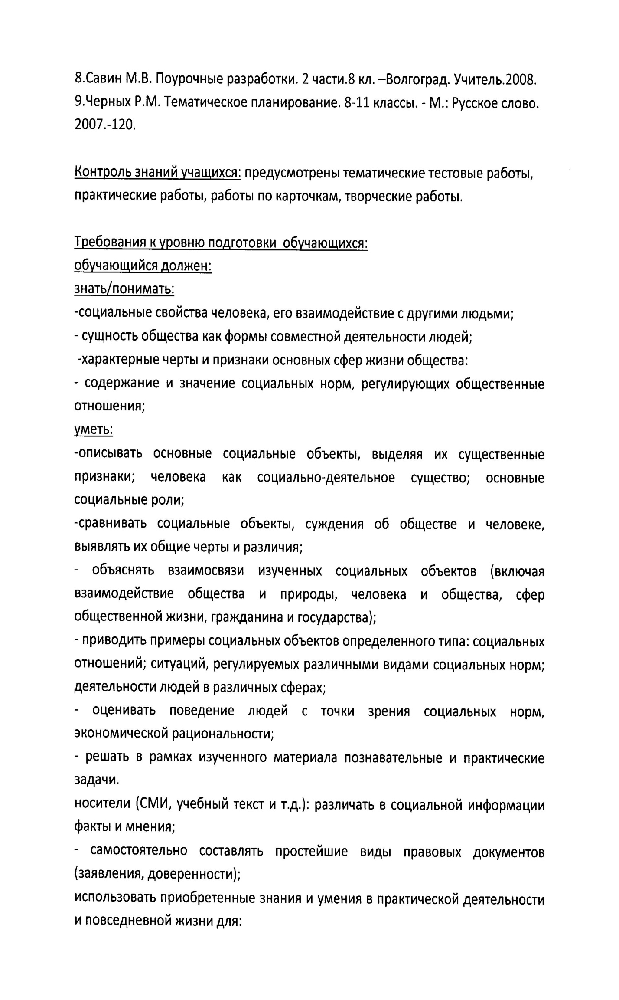 8.Савин М.В. Поурочные разработки. 2 части.8 кл. –Волгоград. Учитель.2008.
9.Черных Р.М. Тематическое планирование. 8-11 классы. - М.: Русское слово.
2007.-120.
Контроль знаний учащихся: предусмотрены тематические тестовые работы,
практические работы, работы по карточкам, творческие работы.
Требования к уровню подготовки  обучающихся:
обучающийся должен:
знать/понимать:
-социальные свойства человека, его взаимодействие с другими людьми;
- сущность общества как формы совместной деятельности людей;
-характерные черты и признаки основных сфер жизни общества:
- содержание и значение социальных норм, регулирующих общественные
отношения;
уметь:
-описывать основные социальные объекты, выделяя их существенные
признаки; человека как социально-деятельное существо; основные
социальные роли;
-сравнивать социальные объекты, суждения об обществе и человеке,
выявлять их общие черты и различия;
- объяснять взаимосвязи изученных социальных объектов (включая
взаимодействие общества и природы, человека и общества, сфер
общественной жизни, гражданина и государства);
- приводить примеры социальных объектов определенного типа: социальных
отношений; ситуаций, регулируемых различными видами социальных норм;
деятельности людей в различных сферах;
- оценивать поведение людей с точки зрения социальных норм,
экономической рациональности;
- решать в рамках изученного материала познавательные и практические
задачи.
носители (СМИ, учебный текст и т.д.): различать в социальной информации
факты и мнения;
- самостоятельно составлять простейшие виды правовых документов
(заявления, доверенности);
использовать приобретенные знания и умения в практической деятельности
и повседневной жизни для: